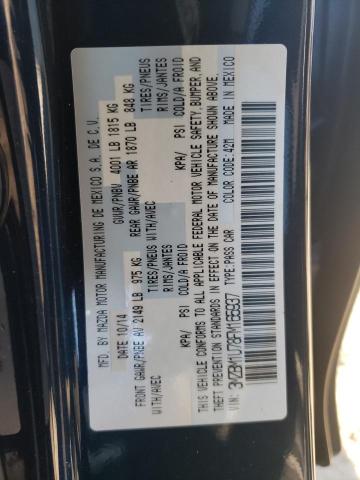 MFD. BY MAZDA MOTOR MANUFACTURING DE MEXICO S.A. DE C.V.
DATE: 10/14 GVWR/PNBV 4001 LB 1815 KG
FRONT GAWR/PNBE AV 2149 LB 975 KG REAR GAWR/PNBE AR 1870 LB 848 KG
WITH/AVEC TIRES/PNEUS WITH/AVEC TIRES/PNEUS
RIMS/JANTES RIMS/JANTES
KPA/ PSI COLD/A FROID KPA/ PSI COLD/A FROID
THIS VEHICLE CONFORMS TO ALL APPLICABLE FEDERAL MOTOR VEHICLE SAFETY, BUMPER, AND
THEFT PREVENTION STANDARDS IN EFFECT ON THE DATE OF MANUFACTURE SHOWN ABOVE.
TYPE:PASS CAR COLOR CODE: 42M MADE IN MEXICO